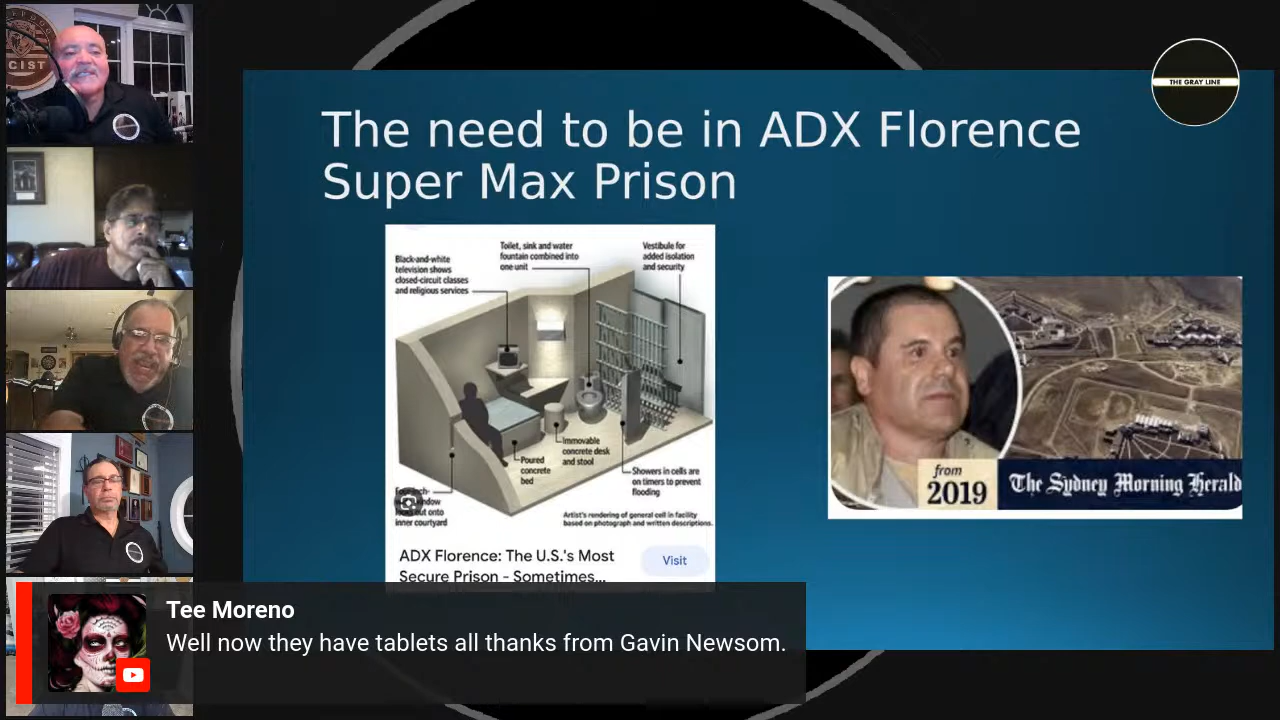 CIST
THE GRAY LINE
The need to be in ADX Florence
Super Max Prison
Black-and-white
television shows
closed-circuit classes
and religious services
Toilet, sink and water
fountain combined into
one unit
Vestibule for
added isolation
and security
Poured
concrete
bed
Immovable
concrete desk
and stool
Showers in cells are
on timers to prevent
flooding
out onto
inner courtyard
Artist's rendering of general cell in facility
based on photograph and written descriptions.
ADX Florence: The U.S.'s Most
Secure Prison - Sometimes...
Visit
from
2019
The Sydney Morning Herald
Tee Moreno
Well now they have tablets all thanks from Gavin Newsom.